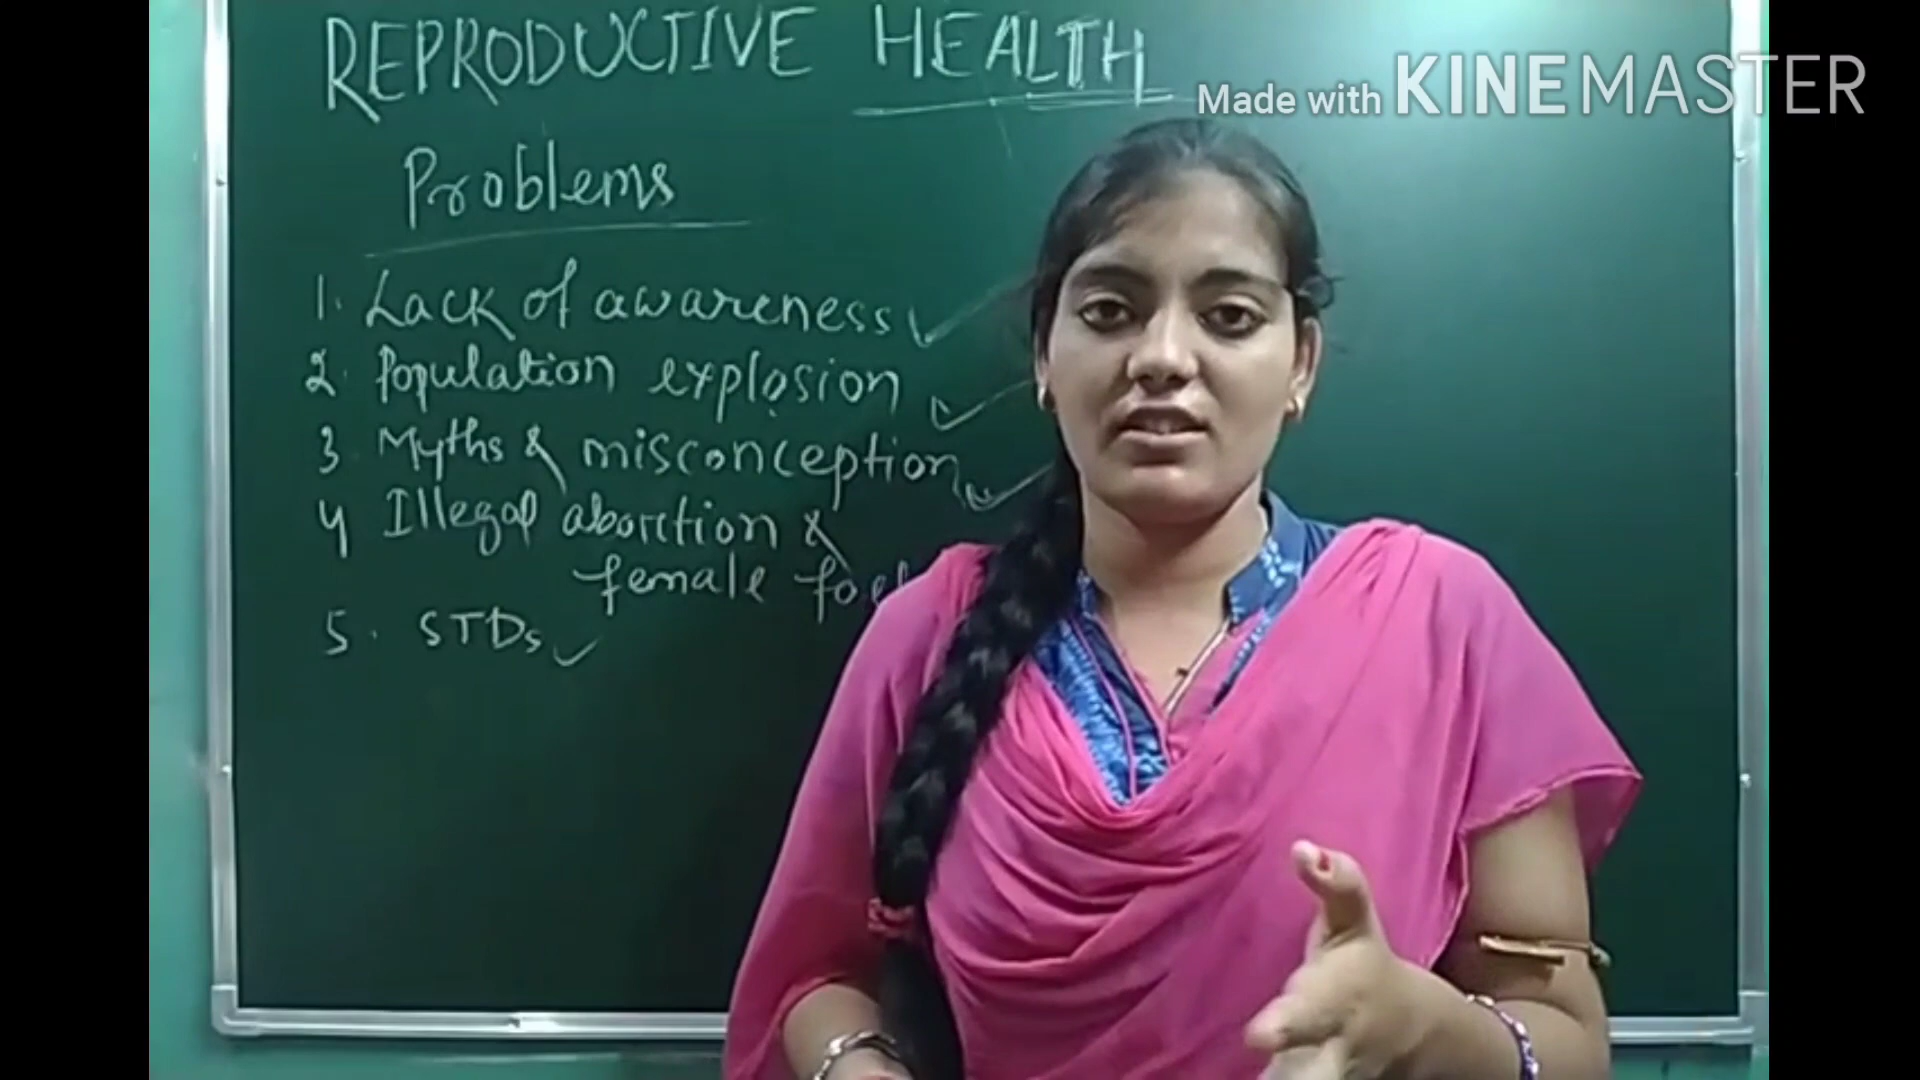 REPRODUCTIVE HEALTH
Made with KINEMASTER
Problems
1. Lack of awareness
2. Population explosion
3. Myths & misconception
4 Illegal abortion &
female
5. STDs